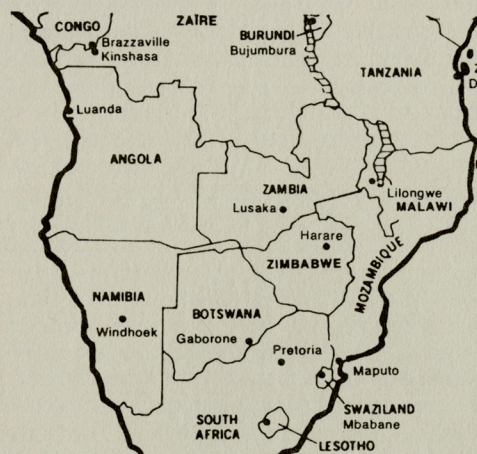 CONGO
ZAÏRE
Brazzaville
Kinshasa
BURUNDI
Bujumbura
TANZANIA
Z
D
Luanda
ANGOLA
ZAMBIA
Lusaka
Lilongwe
MALAWI
Harare
ZIMBABWE
MOZAMBIQUE
NAMIBIA
Windhoek
BOTSWANA
Gaborone
Pretoria
Maputo
SWAZILAND
Mbabane
SOUTH
AFRICA
LESOTHO